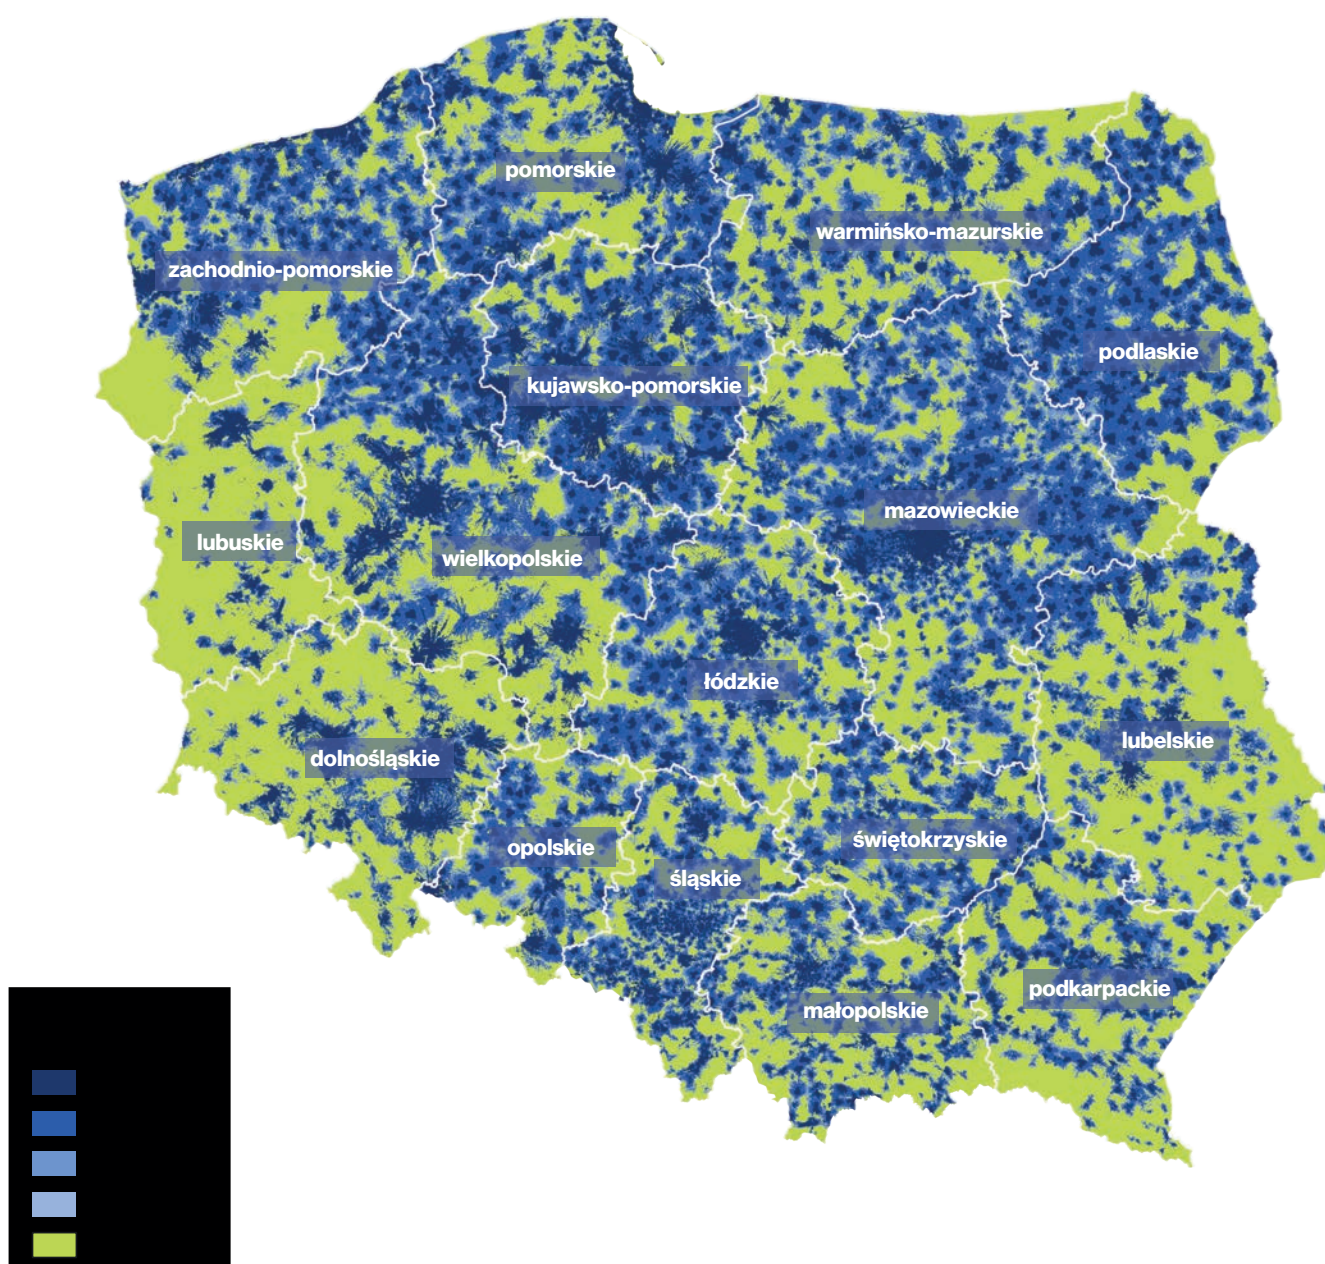 pomorskie
warmińsko-mazurskie
zachodnio-pomorskie
podlaskie
kujawsko-pomorskie
mazowieckie
lubuskie
wielkopolskie
łódzkie
lubelskie
dolnośląskie
świętokrzyskie
opolskie
śląskie
podkarpackie
małopolskie